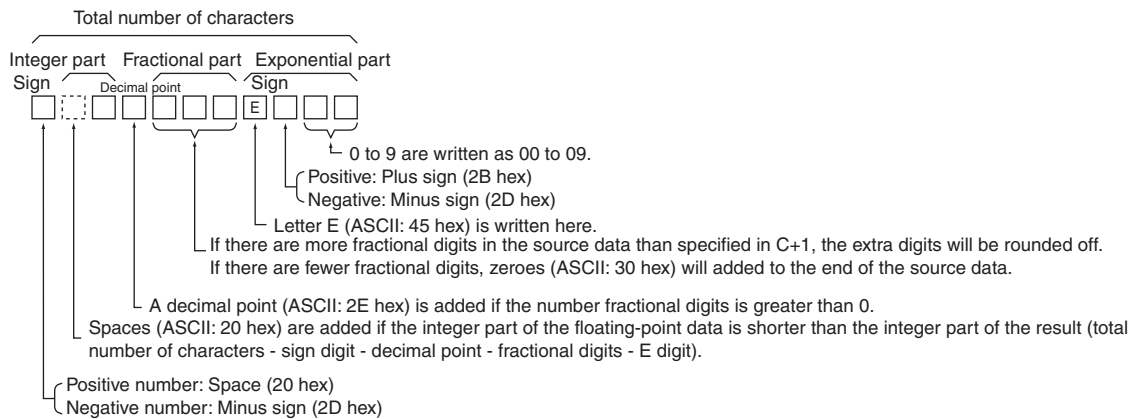 Total number of characters
Integer part Fractional part Exponential part
Sign Decimal point Sign
E
0 to 9 are written as 00 to 09.
Positive: Plus sign (2B hex)
Negative: Minus sign (2D hex)
Letter E (ASCII: 45 hex) is written here.
If there are more fractional digits in the source data than specified in C+1, the extra digits will be rounded off.
If there are fewer fractional digits, zeroes (ASCII: 30 hex) will added to the end of the source data.
A decimal point (ASCII: 2E hex) is added if the number fractional digits is greater than 0.
Spaces (ASCII: 20 hex) are added if the integer part of the floating-point data is shorter than the integer part of the result (total
number of characters - sign digit - decimal point - fractional digits - E digit).
Positive number: Space (20 hex)
Negative number: Minus sign (2D hex)